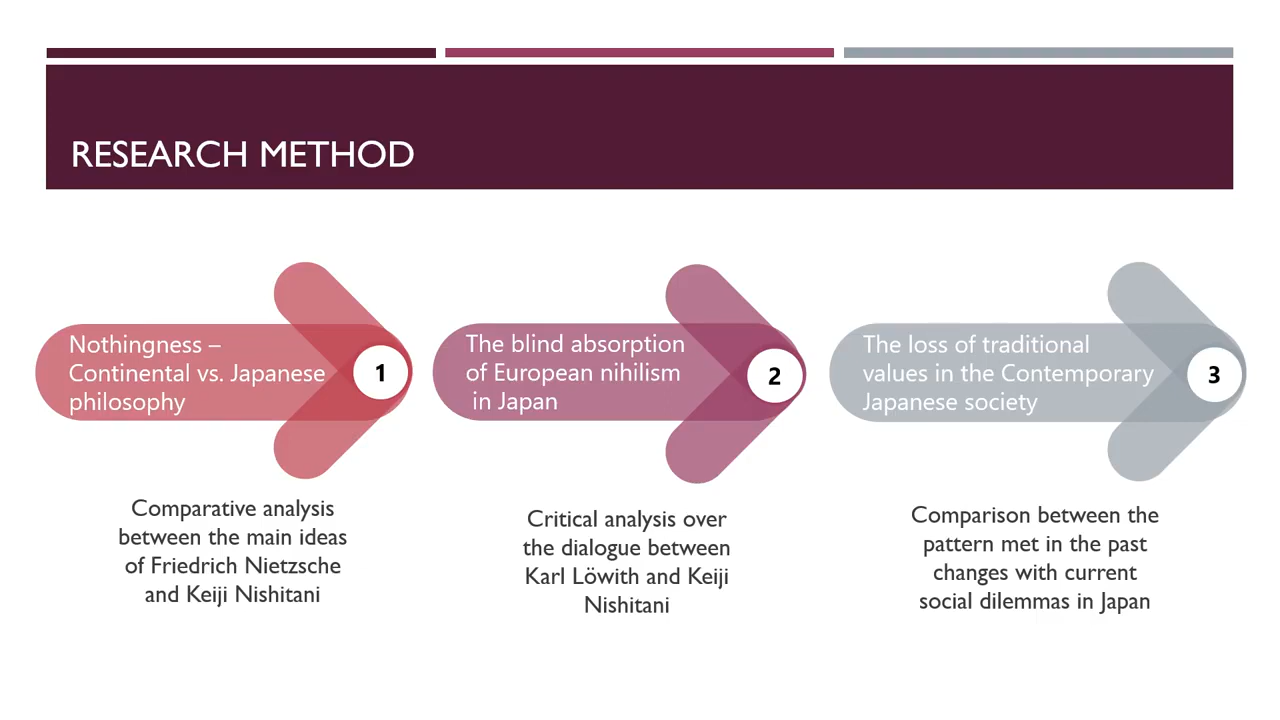 RESEARCH METHOD
Nothingness –
Continental vs. Japanese
philosophy
1
The blind absorption
of European nihilism
in Japan
2
The loss of traditional
values in the Contemporary
Japanese society
3
Comparative analysis
between the main ideas
of Friedrich Nietzsche
and Keiji Nishitani
Critical analysis over
the dialogue between
Karl Löwith and Keiji
Nishitani
Comparison between the
pattern met in the past
changes with current
social dilemmas in Japan